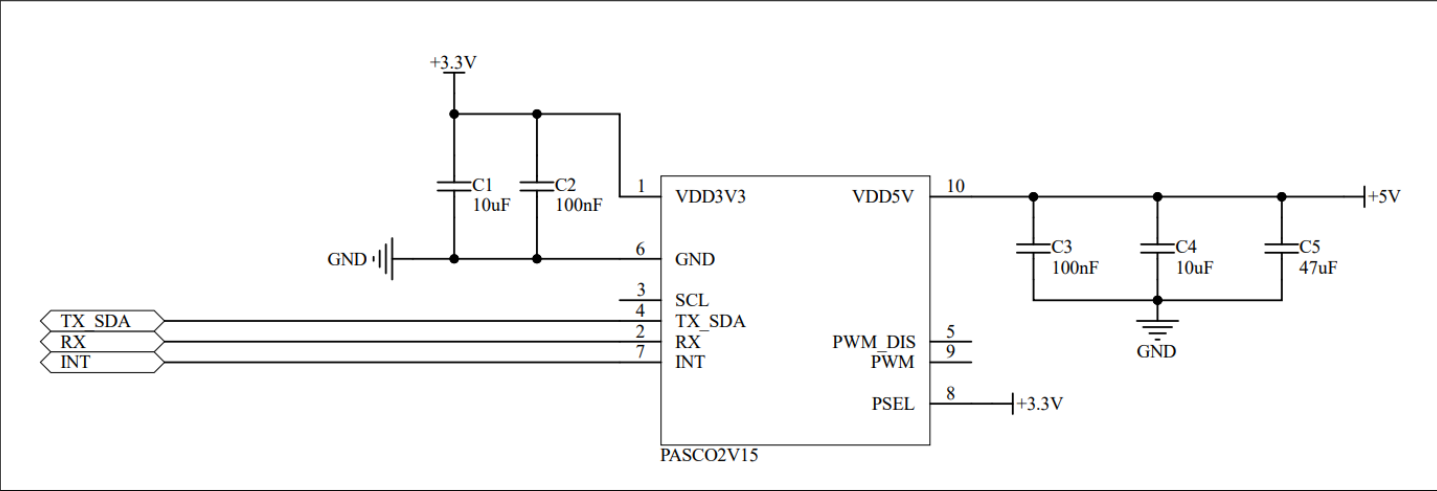 +3.3V
C1
10uF
C2
100nF
1
VDD3V3
VDD5V
10
+5V
GND
6
GND
C3
100nF
C4
10uF
C5
47uF
3
SCL
TX_SDA
4
TX_SDA
RX
2
RX
PWM_DIS
5
INT
7
INT
PWM
9
GND
PSEL
8
+3.3V
PASCO2V15